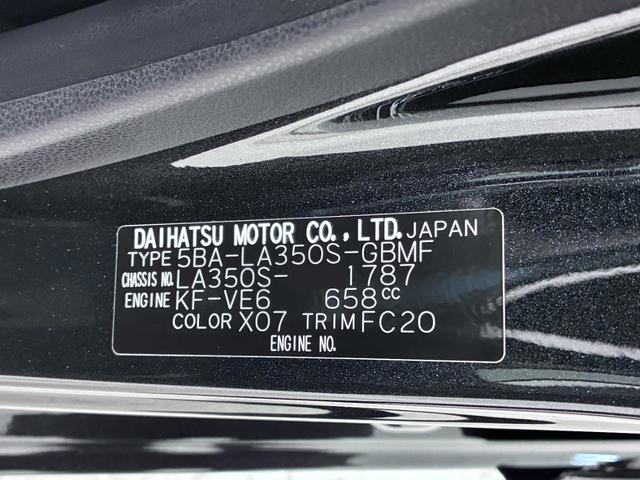 DAIHATSU MOTOR CO., LTD. JAPAN
TYPE 5BA-LA350S-GBMF
CHASSIS NO. LA350S- 1787
ENGINE KF-VE6 658cc
COLOR X07 TRIM FC20
ENGINE NO.